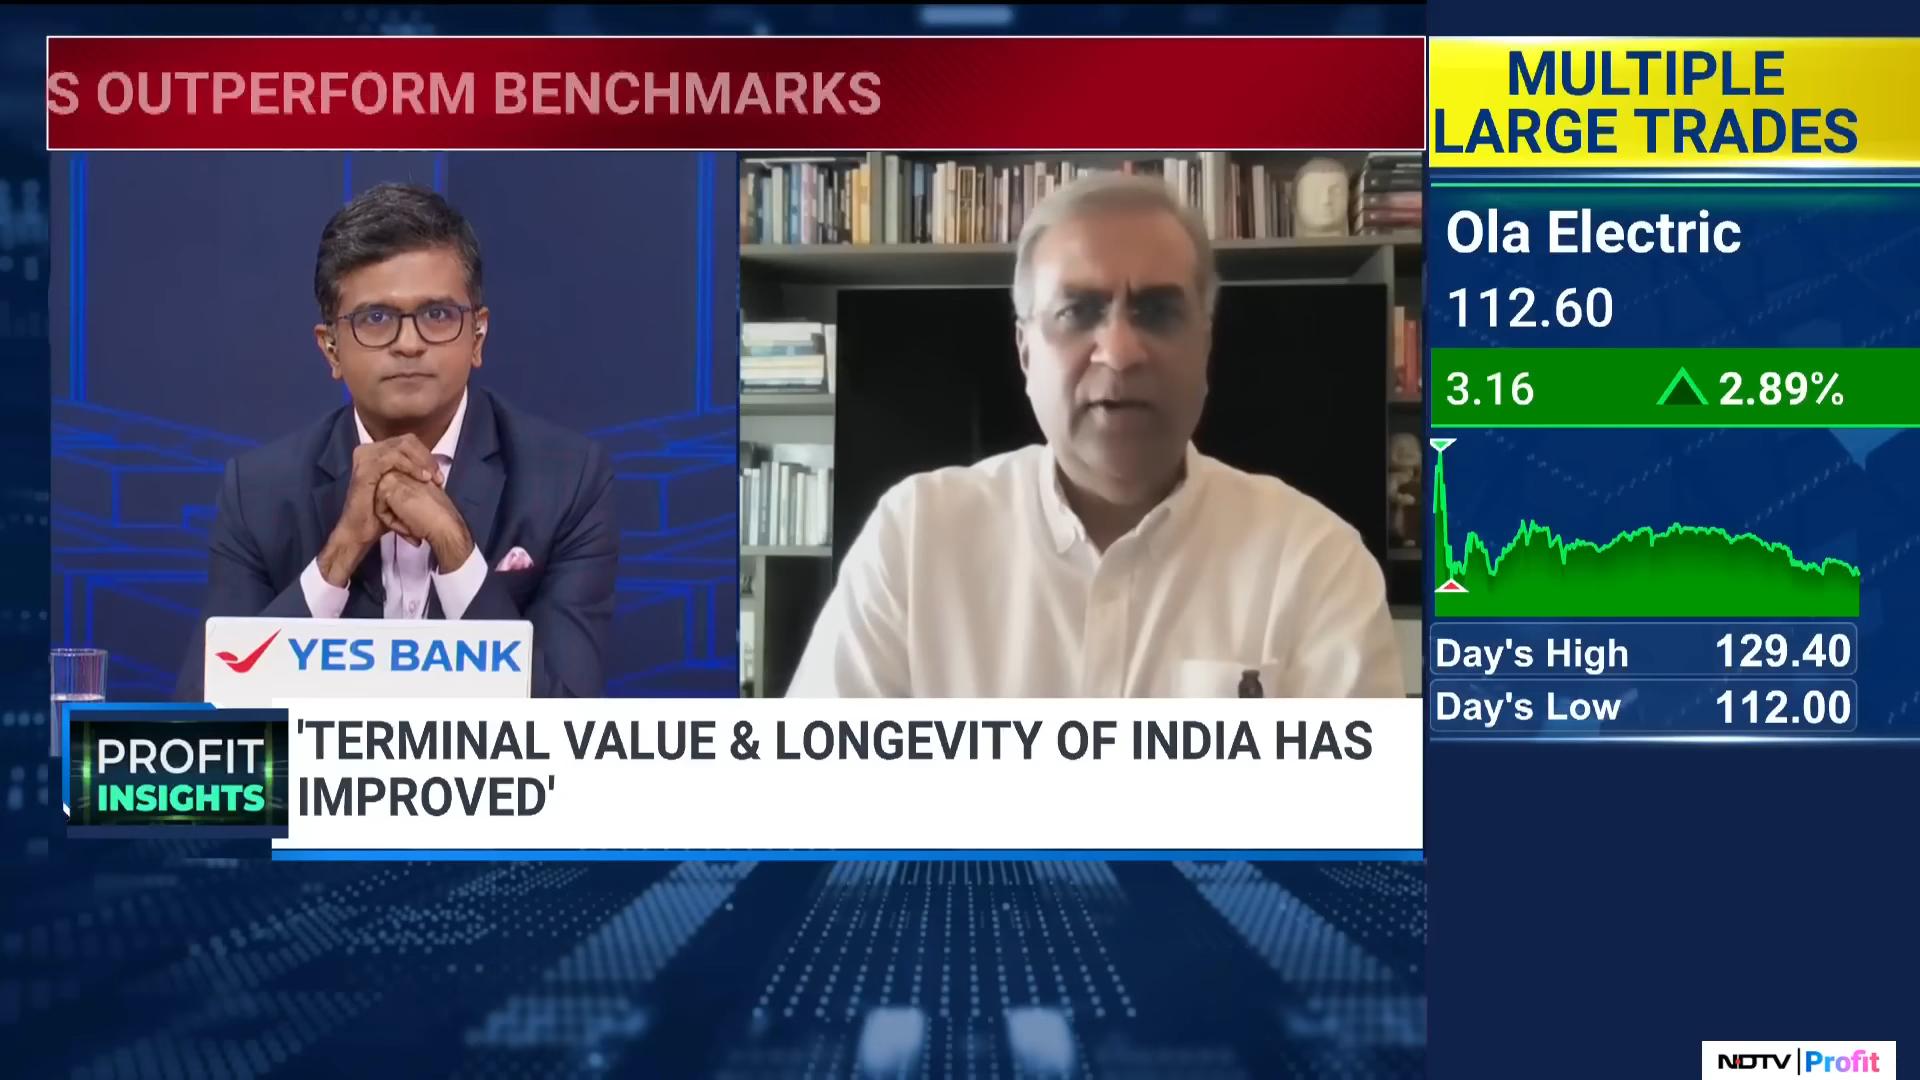 S OUTPERFORM BENCHMARKS
MULTIPLE
LARGE TRADES
Ola Electric
112.60
3.16 2.89%
Day's High 129.40
Day's Low 112.00
YES BANK
PROFIT
INSIGHTS
'TERMINAL VALUE & LONGEVITY OF INDIA HAS
IMPROVED'
NDTV Profit